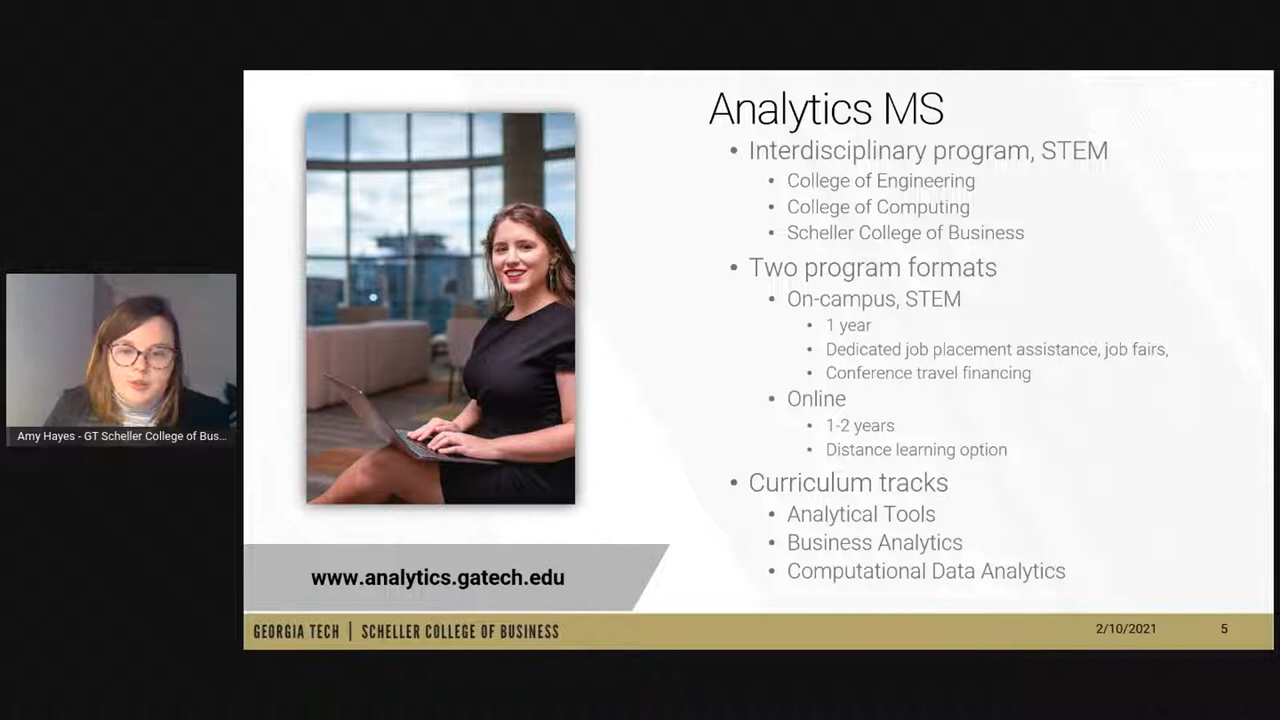 Analytics MS
• Interdisciplinary program, STEM
• College of Engineering
• College of Computing
• Scheller College of Business
• Two program formats
• On-campus, STEM
• 1 year
• Dedicated job placement assistance, job fairs,
• Conference travel financing
• Online
• 1-2 years
• Distance learning option
• Curriculum tracks
• Analytical Tools
• Business Analytics
• Computational Data Analytics
Amy Hayes - GT Scheller College of Bus...
www.analytics.gatech.edu
GEORGIA TECH | SCHELLER COLLEGE OF BUSINESS
2/10/2021
5